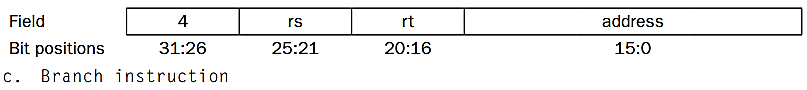 Field 4 rs rt address
Bit positions 31:26 25:21 20:16 15:0
c. Branch instruction